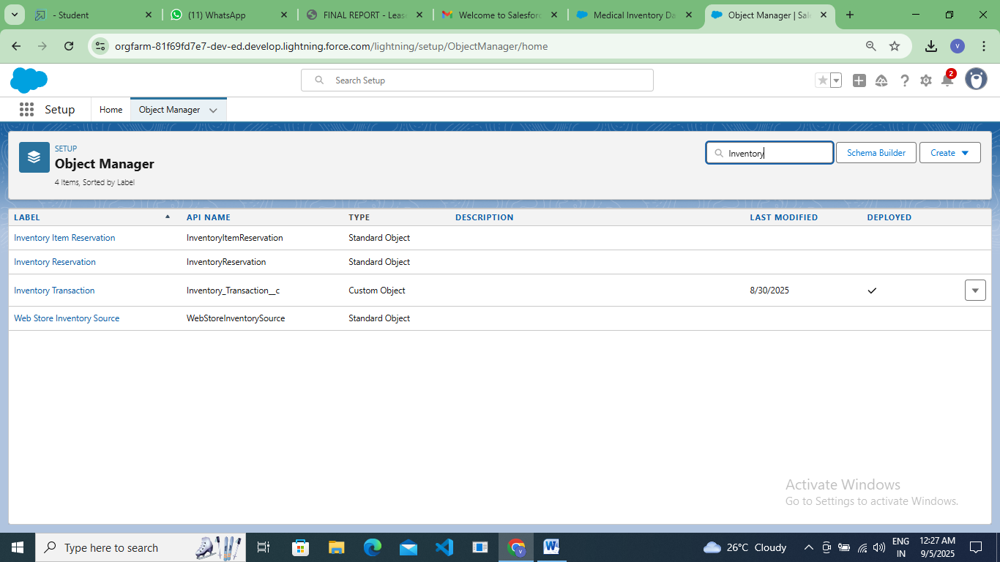 - Student
(11) WhatsApp
FINAL REPORT - Lease
Welcome to Salesforc
Medical Inventory Da
Object Manager | Sale
orgfarm-81f69fd7e7-dev-ed.develop.lightning.force.com/lightning/setup/ObjectManager/home
V
Search Setup
2
Setup
Home
Object Manager
SETUP
Object Manager
4 Items, Sorted by Label
Inventory
Schema Builder
Create
LABEL API NAME TYPE DESCRIPTION LAST MODIFIED DEPLOYED
Inventory Item Reservation InventoryItemReservation Standard Object
Inventory Reservation InventoryReservation Standard Object
Inventory Transaction Inventory_Transaction__c Custom Object 8/30/2025
Web Store Inventory Source WebStoreInventorySource Standard Object
Activate Windows
Go to Settings to activate Windows.
Type here to search
26°C Cloudy
ENG
IN
12:27 AM
9/5/2025